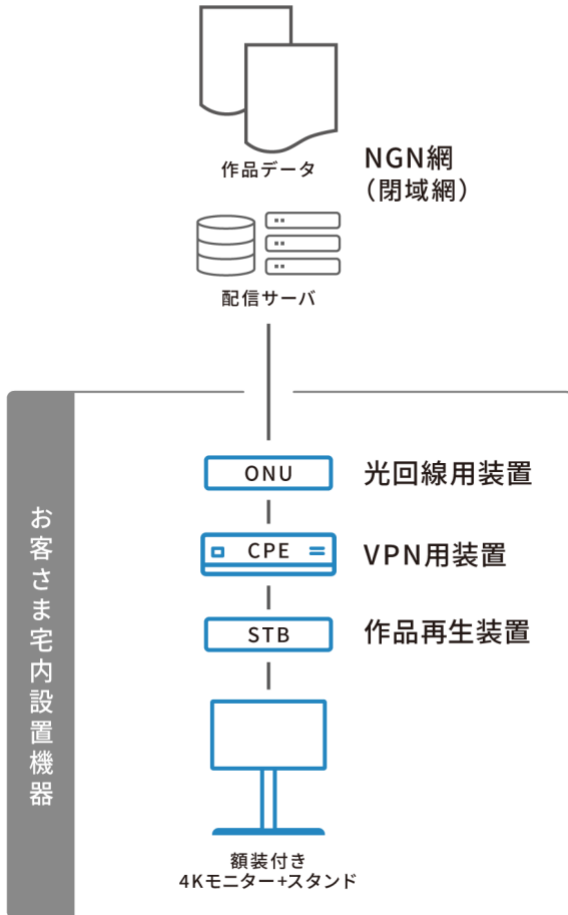 作品データ
NGN網
（閉域網）
配信サーバ
お客さま宅内設置機器
ONU
光回線用装置
CPE
VPN用装置
STB
作品再生装置
額装付き
4Kモニター+スタンド